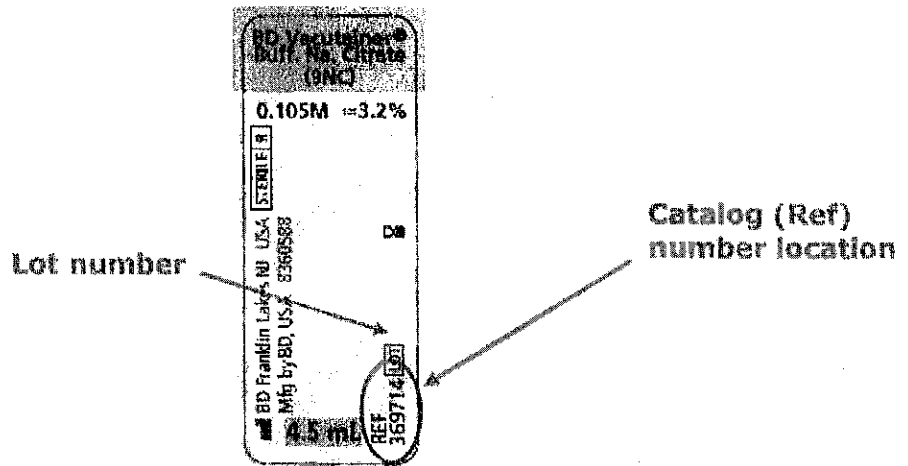 BD Vacutainer®
Buff. Na. Citrate
(9NC)
0.105M ≈3.2%
STERILE R
BD Franklin Lakes NJ USA
Mfg by BD, USA 8360588
4.5 mL
REF
369714 LOT
Lot number
Catalog (Ref)
number location